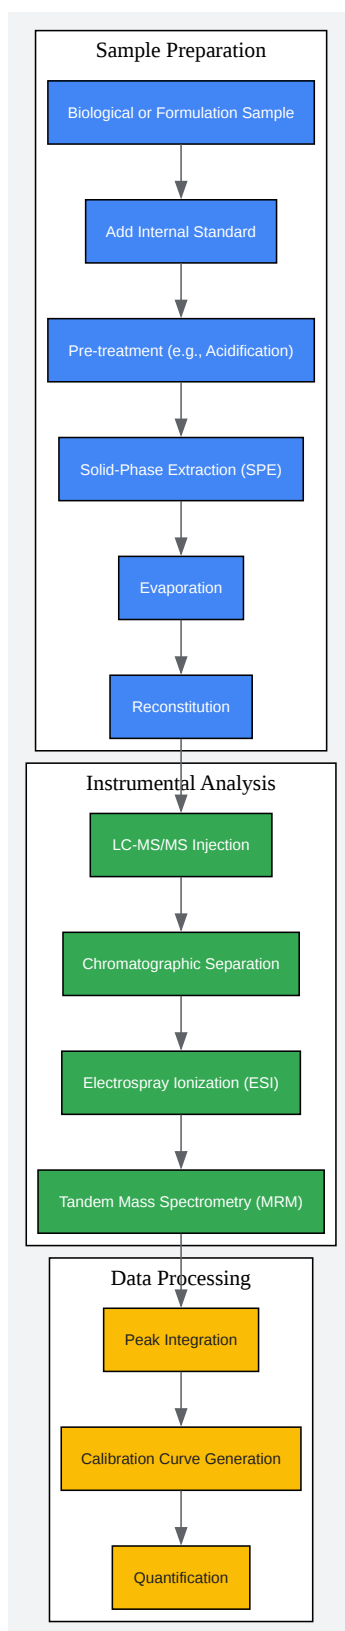 Sample Preparation
Biological or Formulation Sample
Add Internal Standard
Pre-treatment (e.g., Acidification)
Solid-Phase Extraction (SPE)
Evaporation
Reconstitution
Instrumental Analysis
LC-MS/MS Injection
Chromatographic Separation
Electrospray Ionization (ESI)
Tandem Mass Spectrometry (MRM)
Data Processing
Peak Integration
Calibration Curve Generation
Quantification